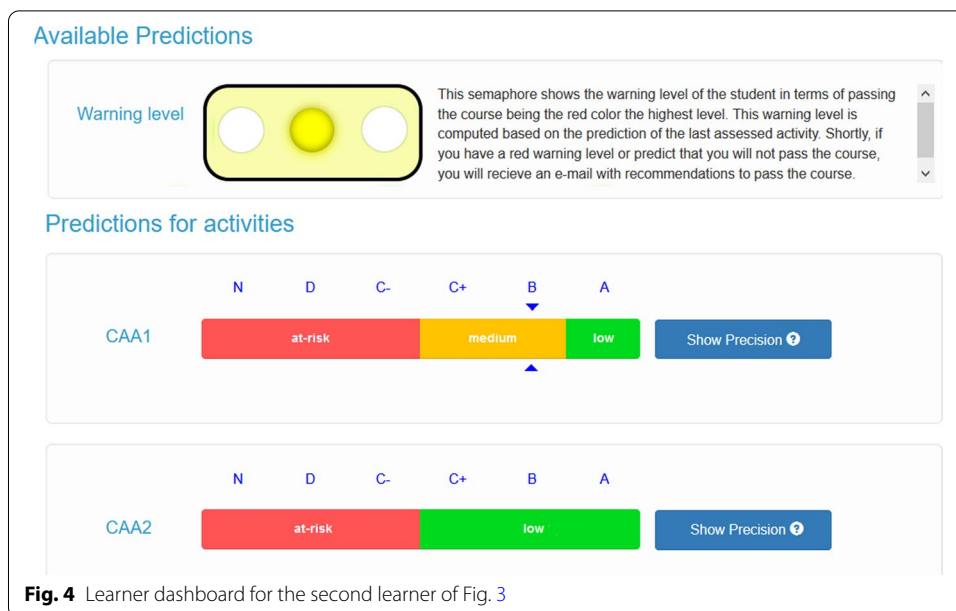 Available Predictions
Warning level
This semaphore shows the warning level of the student in terms of passing
the course being the red color the highest level. This warning level is
computed based on the prediction of the last assessed activity. Shortly, if
you have a red warning level or predict that you will not pass the course,
you will recieve an e-mail with recommendations to pass the course.
Predictions for activities
N D C- C+ B A
CAA1 at-risk medium low Show Precision ?
N D C- C+ B A
CAA2 at-risk low Show Precision ?
Fig. 4 Learner dashboard for the second learner of Fig. 3